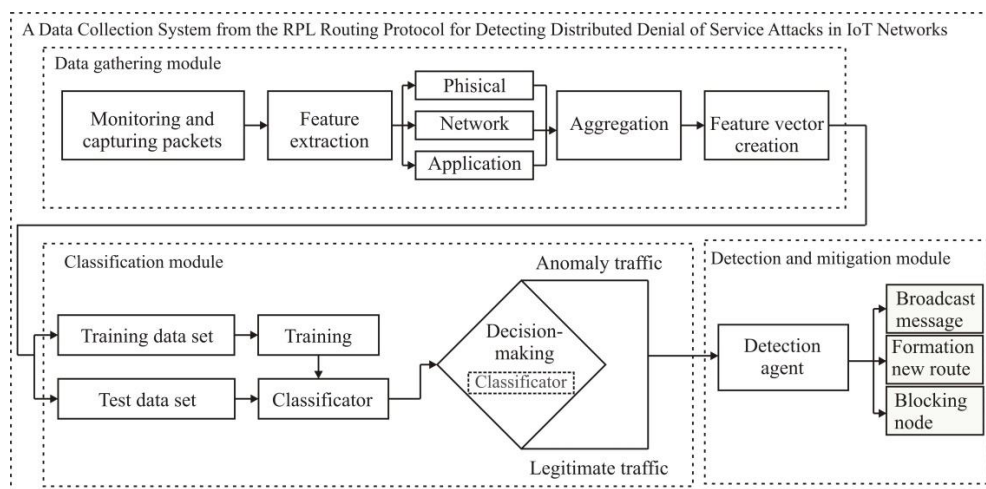 A Data Collection System from the RPL Routing Protocol for Detecting Distributed Denial of Service Attacks in IoT Networks
Data gathering module
Monitoring and
capturing packets
Feature
extraction
Phisical
Network
Application
Aggregation
Feature vector
creation
Classification module
Training data set
Training
Test data set
Classificator
Decision-
making
Classificator
Anomaly traffic
Legitimate traffic
Detection and mitigation module
Detection
agent
Broadcast
message
Formation
new route
Blocking
node